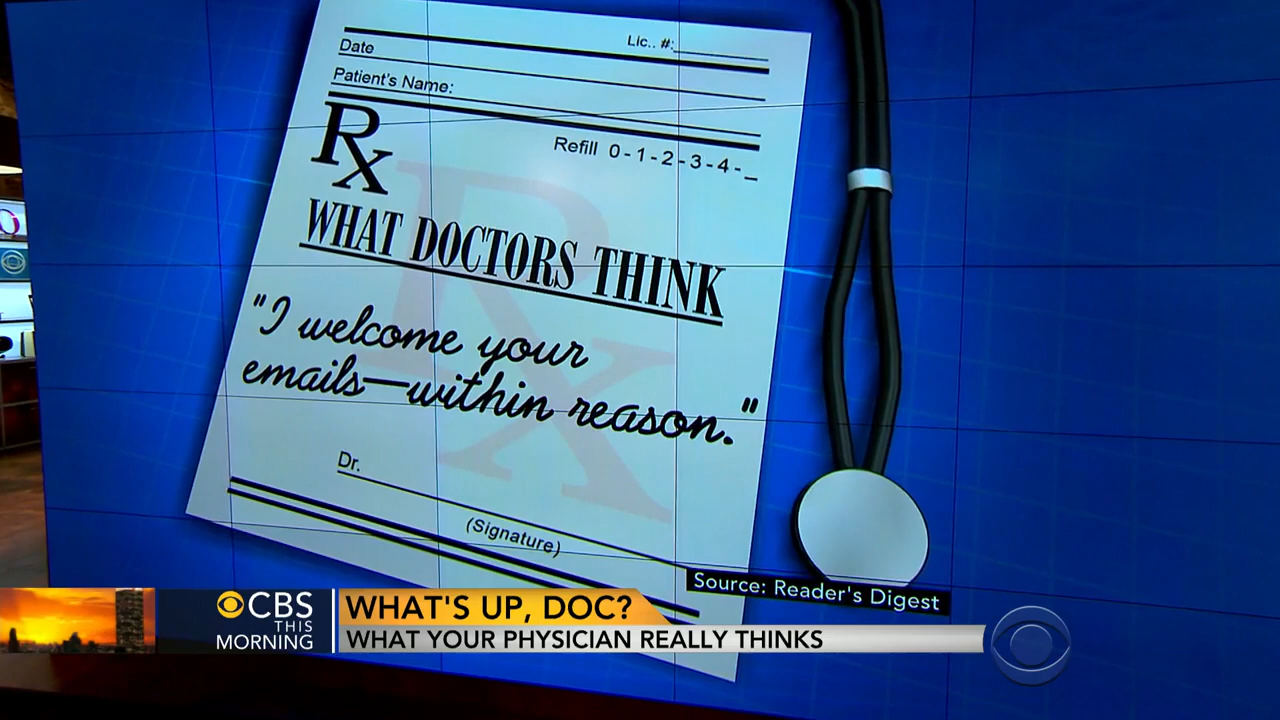 Lic.. #:
Date
Patient's Name:
Rx
Refill 0-1-2-3-4-_
WHAT DOCTORS THINK
"I welcome your
emails—within reason."
Dr.
(Signature)
Source: Reader's Digest
CBS
THIS
MORNING
WHAT'S UP, DOC?
WHAT YOUR PHYSICIAN REALLY THINKS